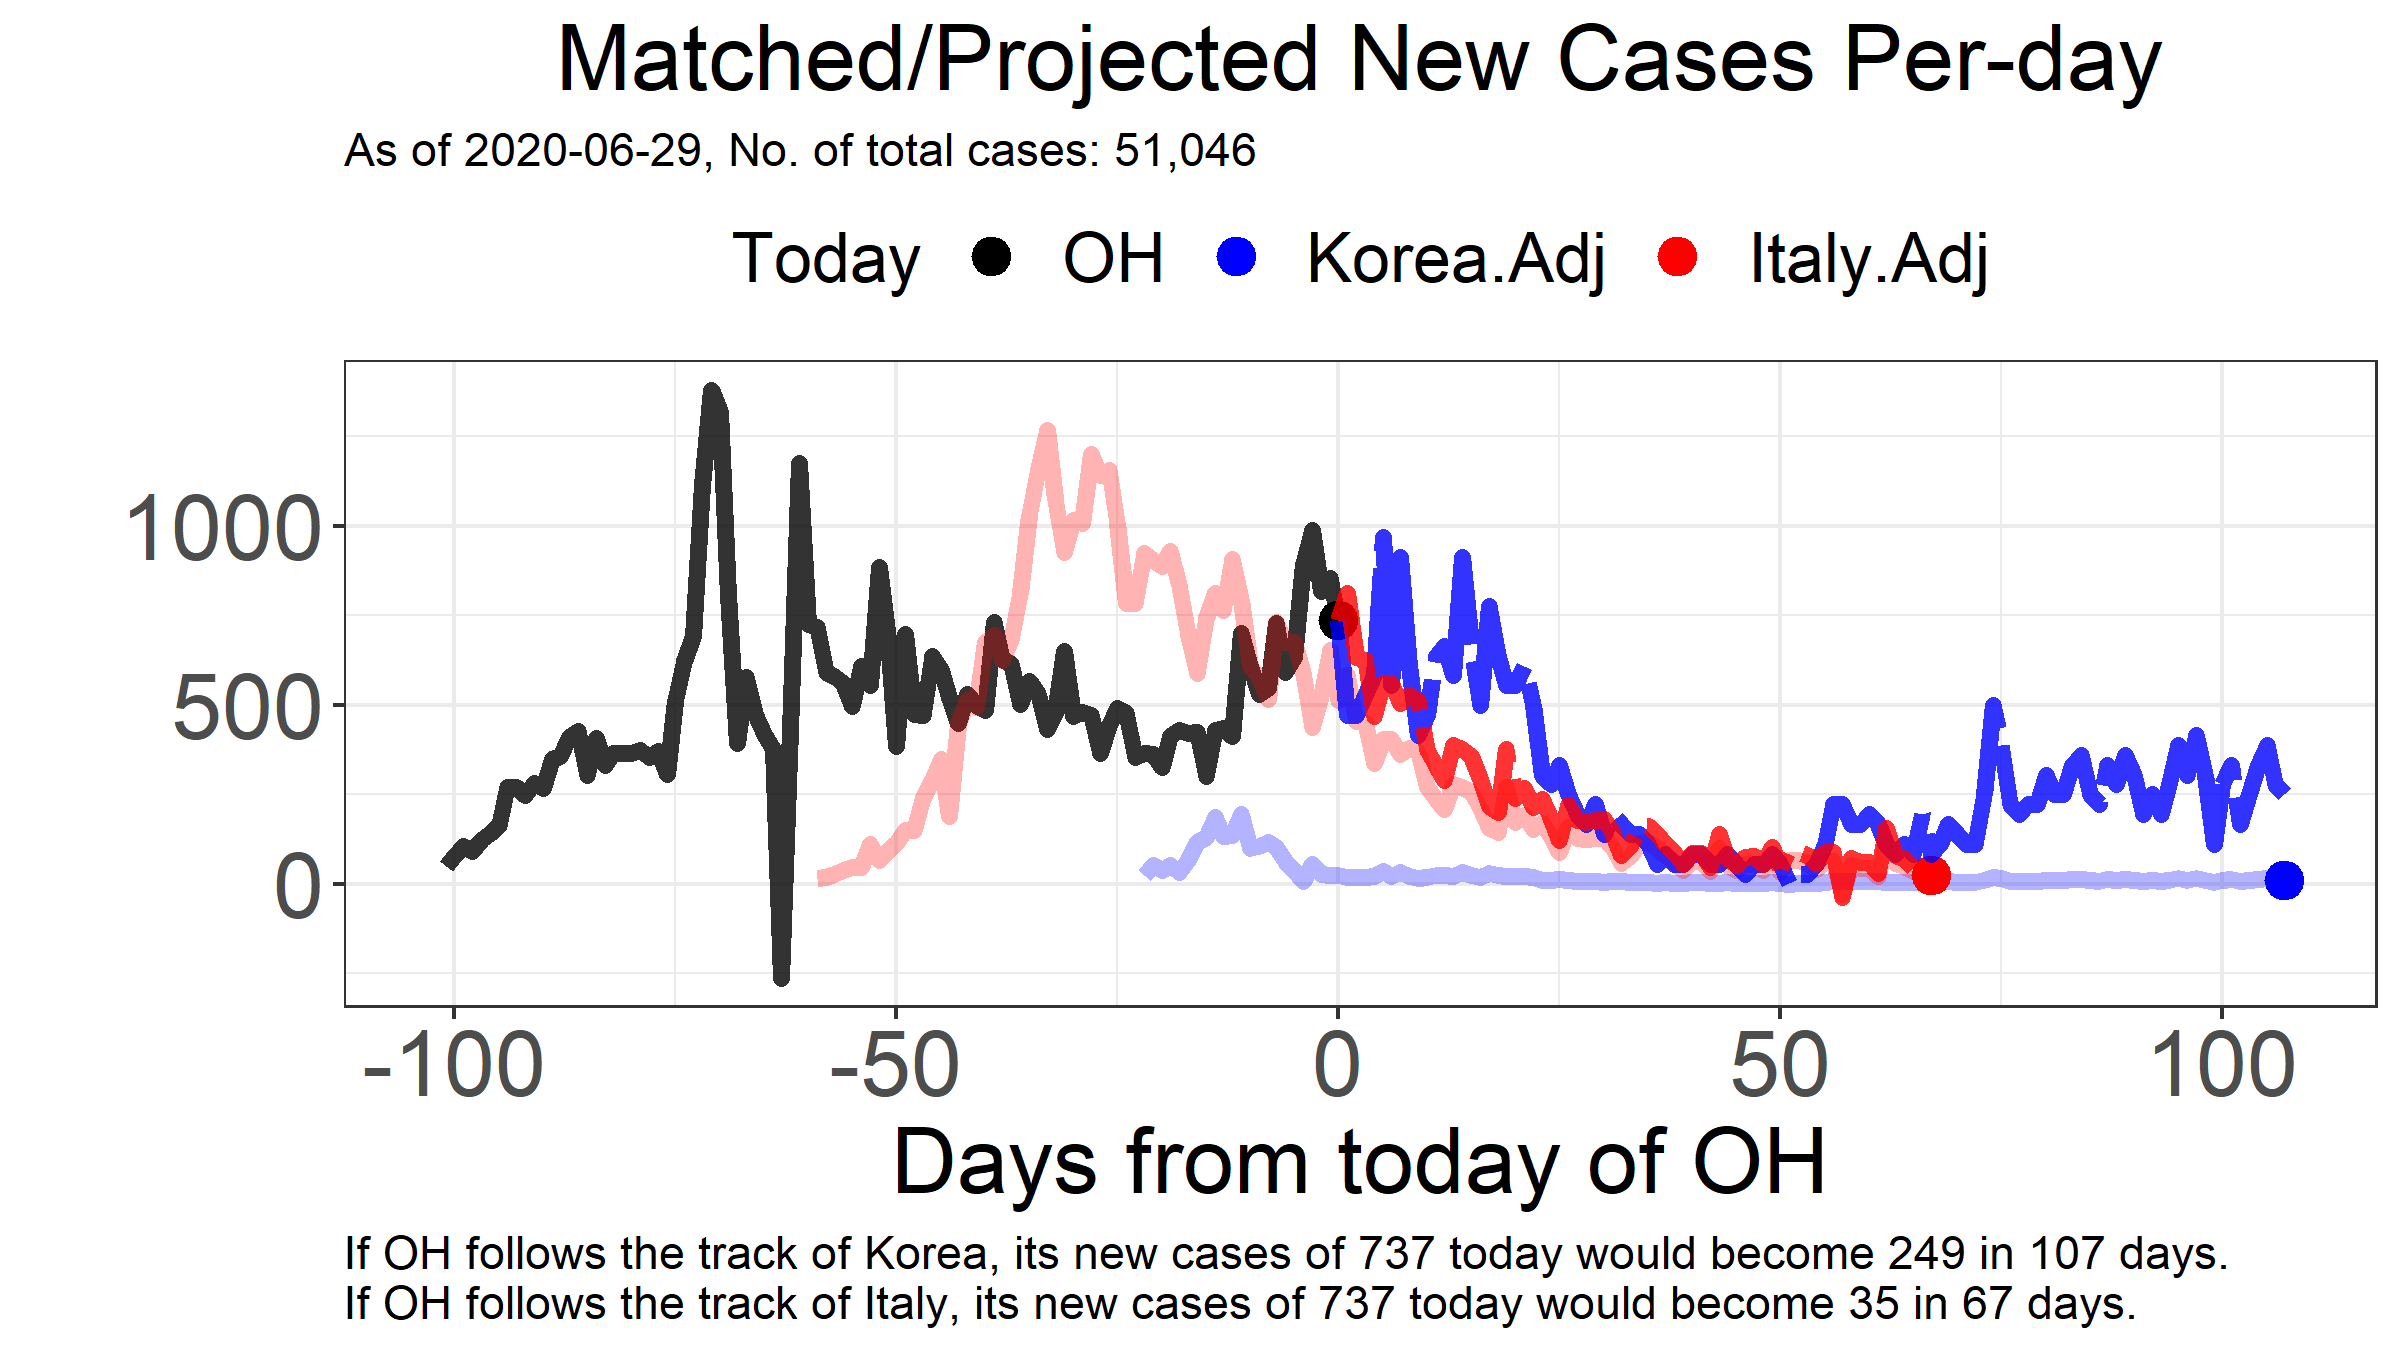 Matched/Projected New Cases Per-day
As of 2020-06-29, No. of total cases: 51,046
Today OH Korea.Adj Italy.Adj
1000
500
0
-100 -50 0 50 100
Days from today of OH
If OH follows the track of Korea, its new cases of 737 today would become 249 in 107 days.
If OH follows the track of Italy, its new cases of 737 today would become 35 in 67 days.